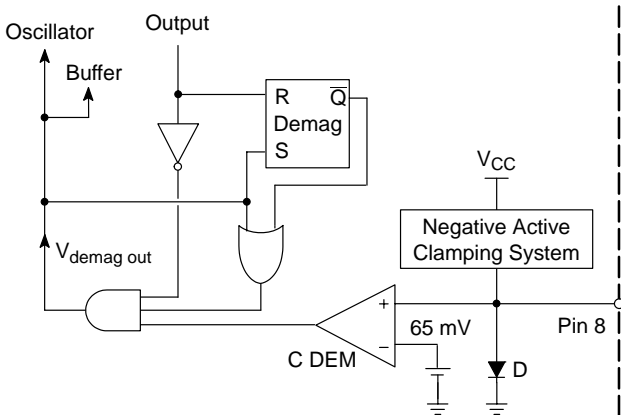 Oscillator
Output
Buffer
R Q̅
Demag
S
VCC
Negative Active
Clamping System
Vdemag out
+
65 mV
Pin 8
−
C DEM
D